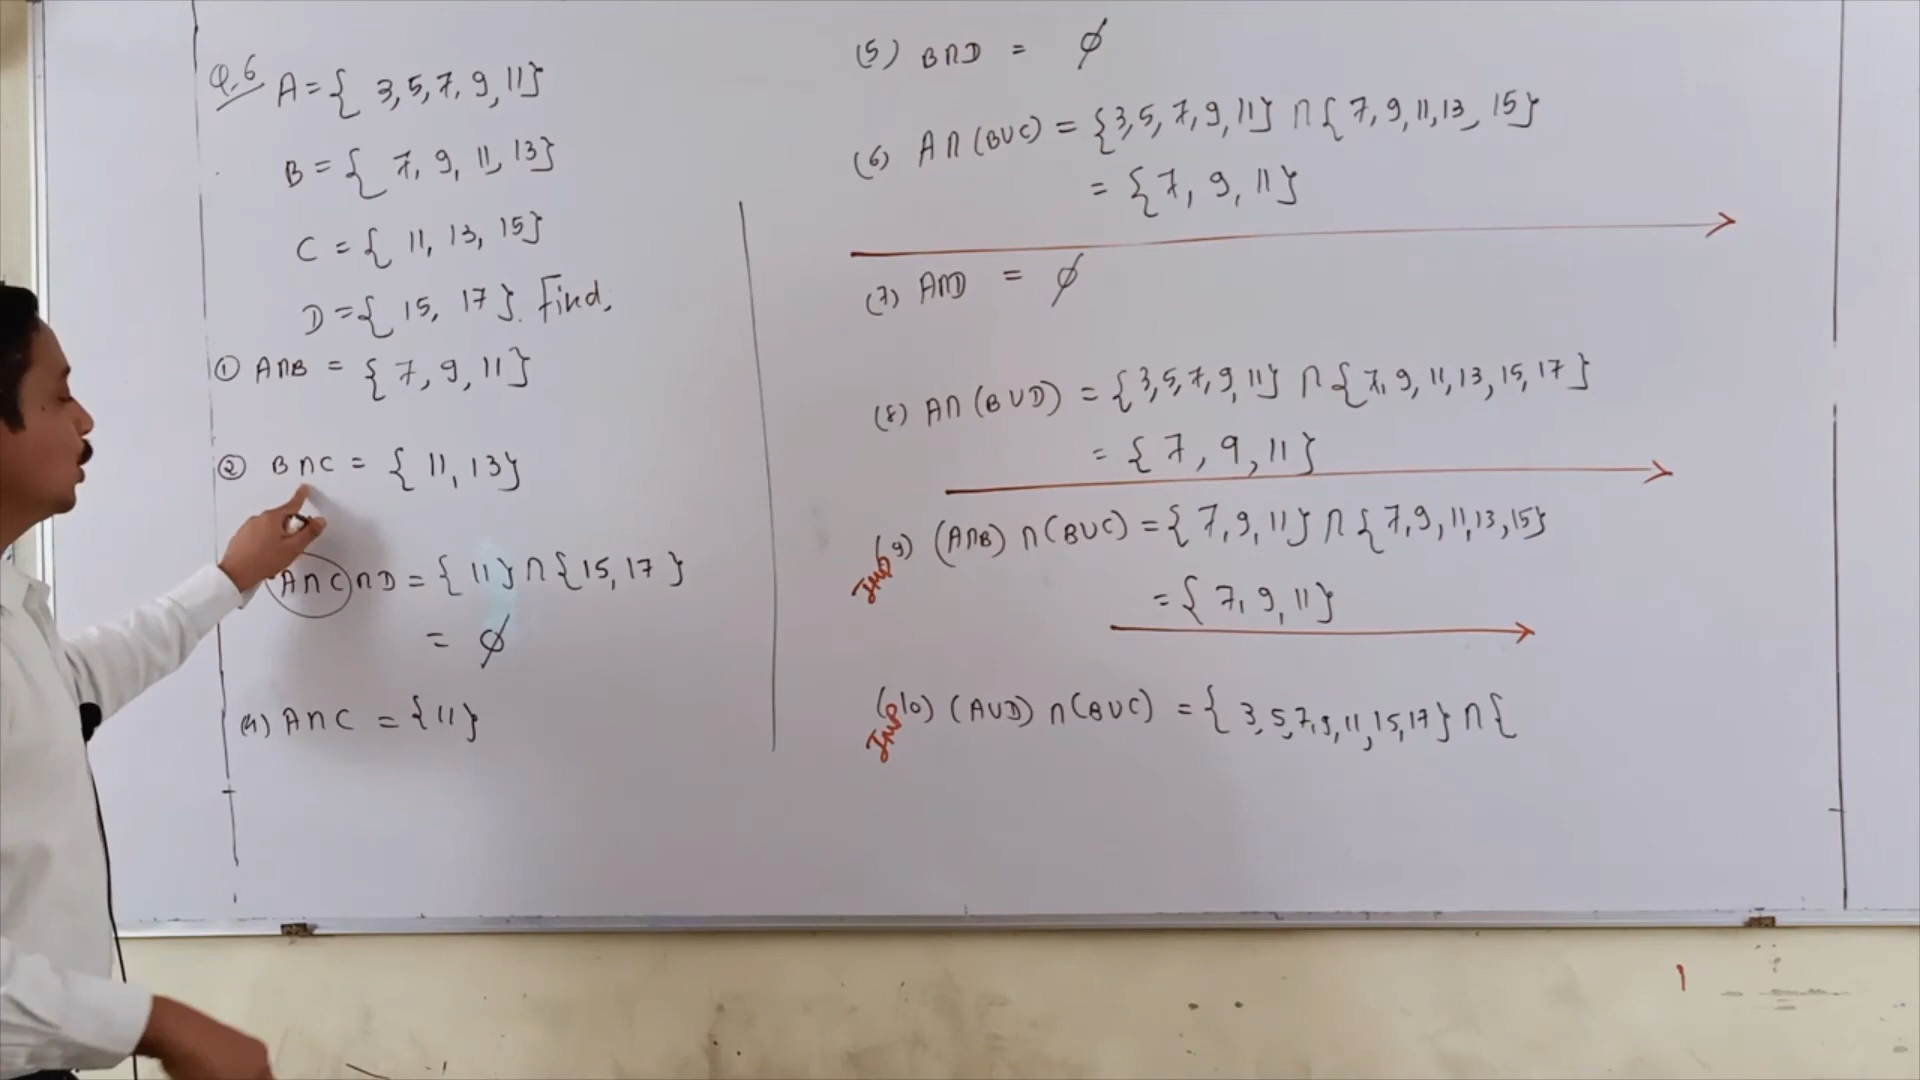 Q.6 A = { 3, 5, 7, 9, 11}
B = { 7, 9, 11, 13}
C = { 11, 13, 15}
D = { 15, 17}. Find,
① A∩B = { 7, 9, 11}
② B∩C = { 11, 13}
A∩C∩D = { 11} ∩ {15, 17}
= ϕ
(4) A∩C = {11}
(5) B∩D = ϕ
(6) A∩(B∪C) = {3, 5, 7, 9, 11} ∩ { 7, 9, 11, 13, 15}
= {7, 9, 11}
(7) A∩D = ϕ
(8) A∩(B∪D) = {3, 5, 7, 9, 11} ∩ {7, 9, 11, 13, 15, 17}
= {7, 9, 11}
Imp (9) (A∩B) ∩(B∪C) = { 7, 9, 11} ∩ { 7, 9, 11, 13, 15}
= { 7, 9, 11}
Imp (10) (A∪D) ∩(B∪C) = { 3, 5, 7, 9, 11, 15, 17} ∩ {